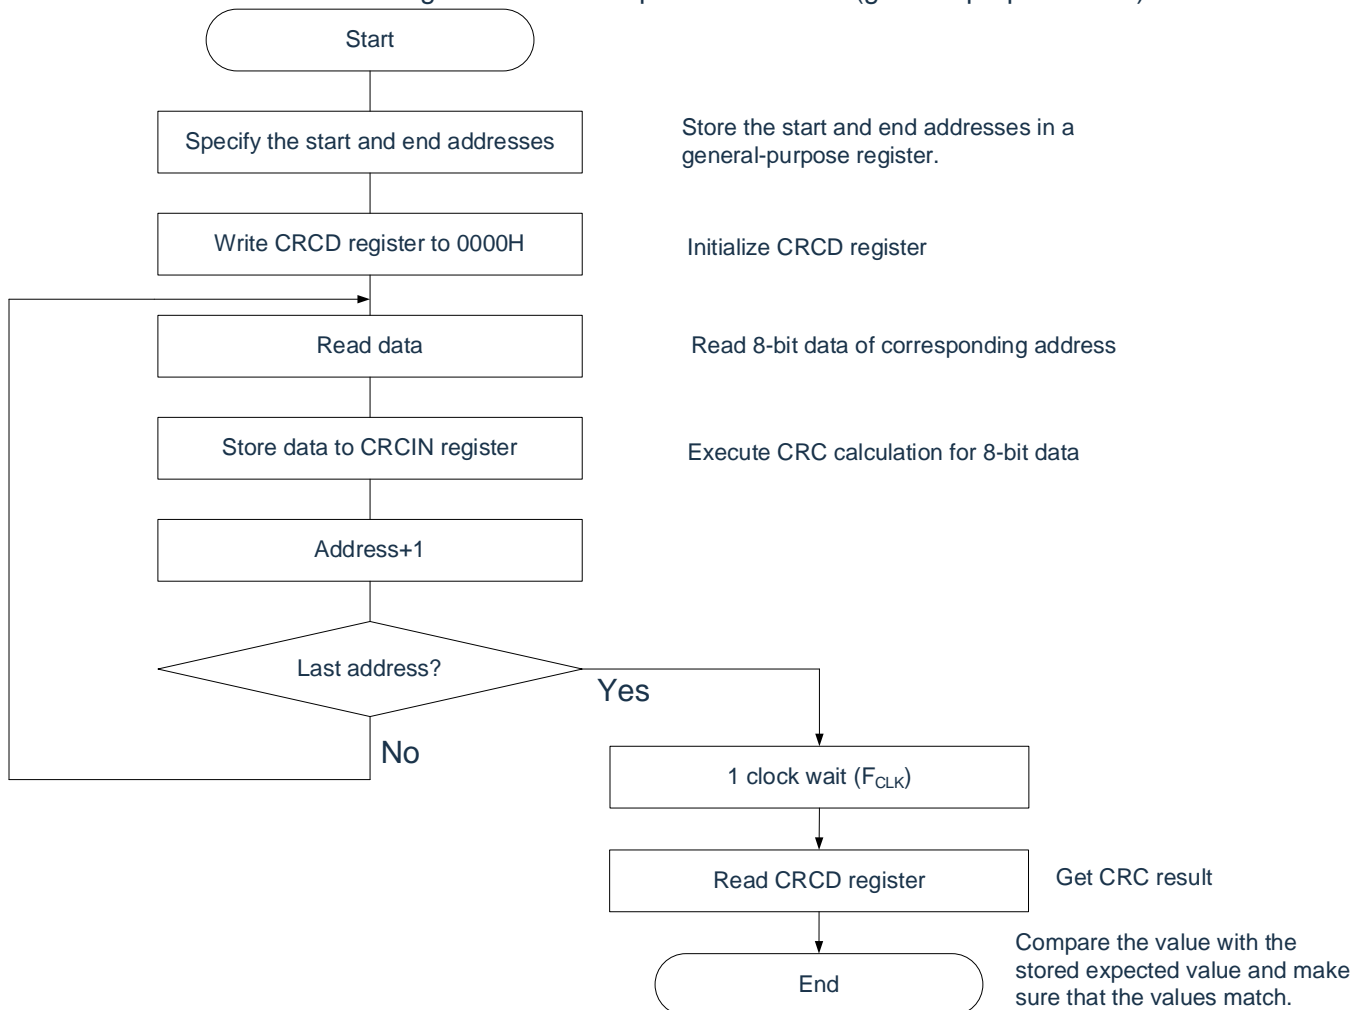 Start
Specify the start and end addresses
Store the start and end addresses in a
general-purpose register.
Write CRCD register to 0000H
Initialize CRCD register
Read data
Read 8-bit data of corresponding address
Store data to CRCIN register
Execute CRC calculation for 8-bit data
Address+1
Last address?
Yes
No
1 clock wait (FCLK)
Read CRCD register
Get CRC result
End
Compare the value with the
stored expected value and make
sure that the values match.